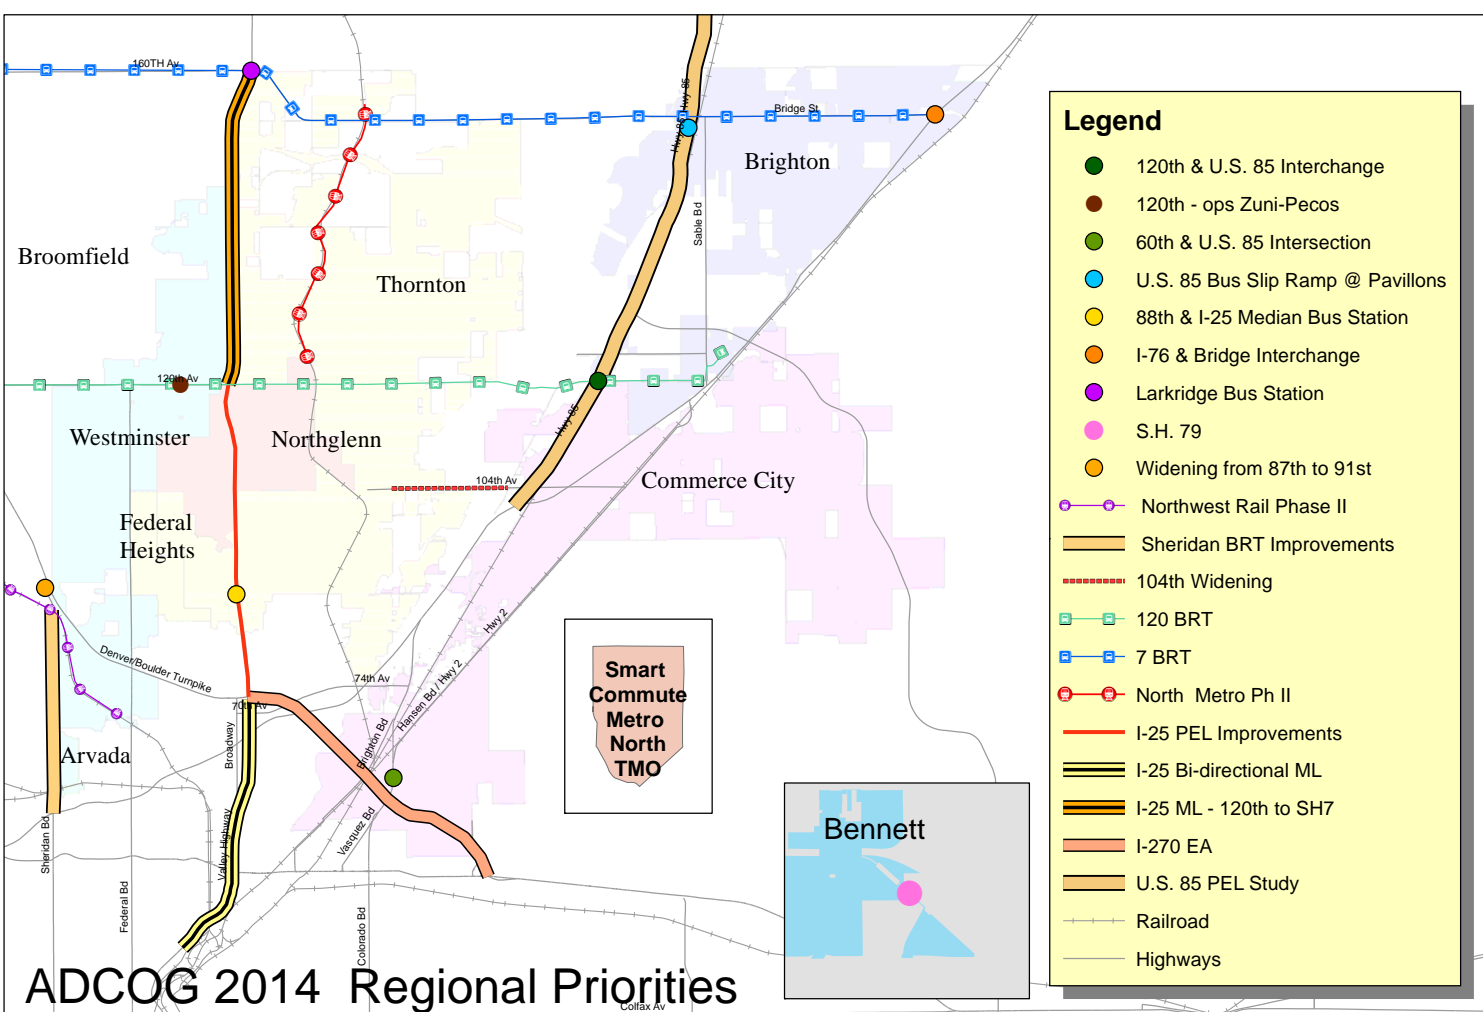 160TH Av
Hwy 85
Hwy 85
Bridge St
Brighton
Sable Bd
Broomfield
Thornton
120th Av
Westminster
Northglenn
Hwy 85
104th Av
Commerce City
Federal
Heights
Hwy 2
Denver/Boulder Turnpike
74th Av
Hansen Bd / Hwy 2
70th Av
Brighton Bd
Broadway
Arvada
Smart
Commute
Metro
North
TMO
Sheridan Bd
Valley Highway
Vasquez Bd
Federal Bd
Colorado Bd
Bennett
ADCOG 2014 Regional Priorities
Colfax Av
Legend
120th & U.S. 85 Interchange
120th - ops Zuni-Pecos
60th & U.S. 85 Intersection
U.S. 85 Bus Slip Ramp @ Pavillons
88th & I-25 Median Bus Station
I-76 & Bridge Interchange
Larkridge Bus Station
S.H. 79
Widening from 87th to 91st
Northwest Rail Phase II
Sheridan BRT Improvements
104th Widening
120 BRT
7 BRT
North Metro Ph II
I-25 PEL Improvements
I-25 Bi-directional ML
I-25 ML - 120th to SH7
I-270 EA
U.S. 85 PEL Study
Railroad
Highways